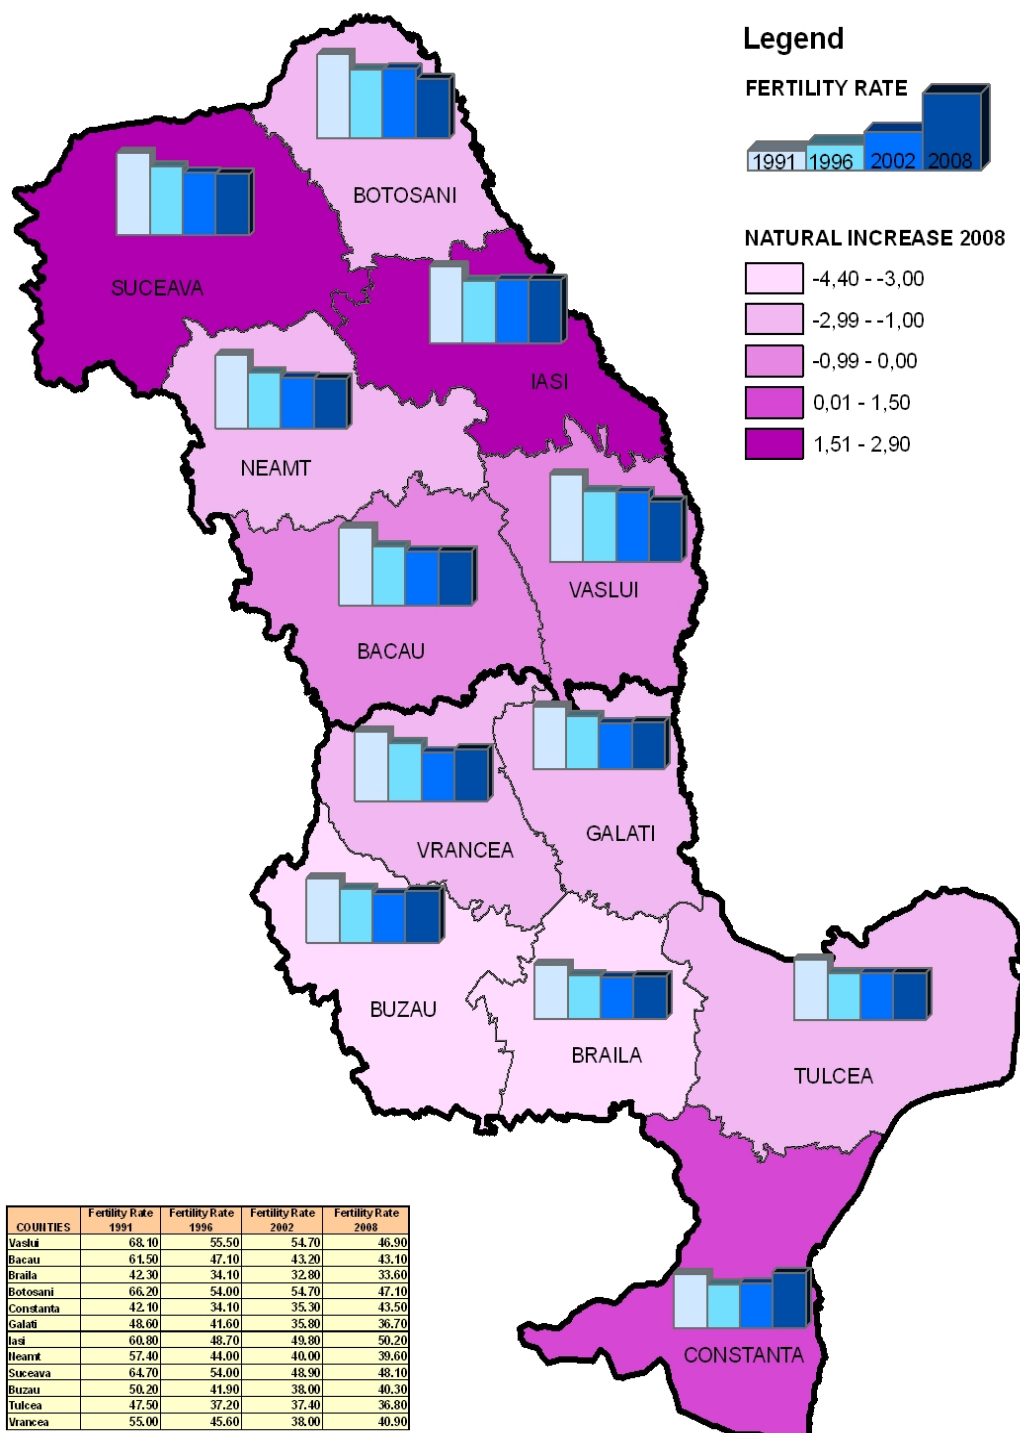 Legend
FERTILITY RATE
1991 1996 2002 2008
NATURAL INCREASE 2008
-4,40 - -3,00
-2,99 - -1,00
-0,99 - 0,00
0,01 - 1,50
1,51 - 2,90
BOTOSANI
SUCEAVA
IASI
NEAMT
VASLUI
BACAU
GALATI
VRANCEA
BUZAU
BRAILA
TULCEA
CONSTANTA
COUNTIES Fertility Rate 1991 Fertility Rate 1996 Fertility Rate 2002 Fertility Rate 2008
Vaslui 68.10 55.50 54.70 46.90
Bacau 61.50 47.10 43.20 43.10
Braila 42.30 34.10 32.80 33.60
Botosani 66.20 54.00 54.70 47.10
Constanta 42.10 34.10 35.30 43.50
Galati 48.60 41.60 35.80 36.70
Iasi 60.80 48.70 49.80 50.20
Neamt 57.40 44.00 40.00 39.60
Suceava 64.70 54.00 48.90 48.10
Buzau 50.20 41.90 38.00 40.30
Tulcea 47.50 37.20 37.40 36.80
Vrancea 55.00 45.60 38.00 40.90